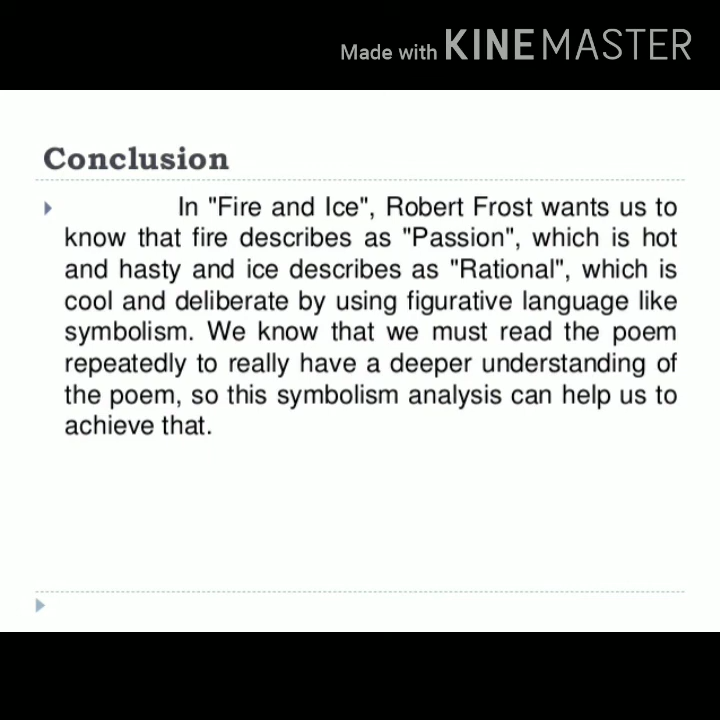 Made with KINEMASTER
Conclusion
In "Fire and Ice", Robert Frost wants us to
know that fire describes as "Passion", which is hot
and hasty and ice describes as "Rational", which is
cool and deliberate by using figurative language like
symbolism. We know that we must read the poem
repeatedly to really have a deeper understanding of
the poem, so this symbolism analysis can help us to
achieve that.